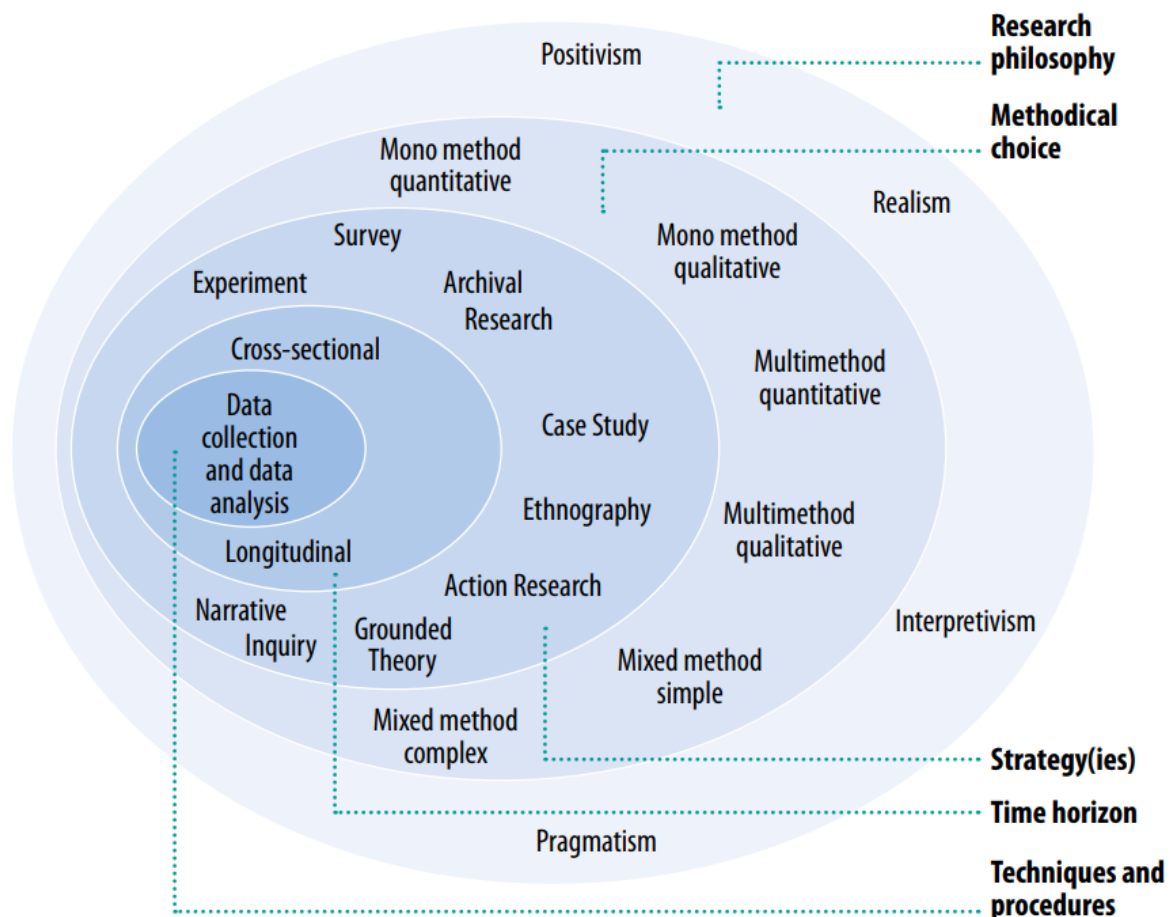 Positivism
Research
philosophy
Methodical
choice
Mono method
quantitative
Realism
Survey
Mono method
qualitative
Experiment
Archival
Research
Cross-sectional
Multimethod
quantitative
Data
collection
and data
analysis
Case Study
Ethnography
Multimethod
qualitative
Longitudinal
Action Research
Narrative
Inquiry
Grounded
Theory
Interpretivism
Mixed method
simple
Mixed method
complex
Strategy(ies)
Time horizon
Pragmatism
Techniques and
procedures